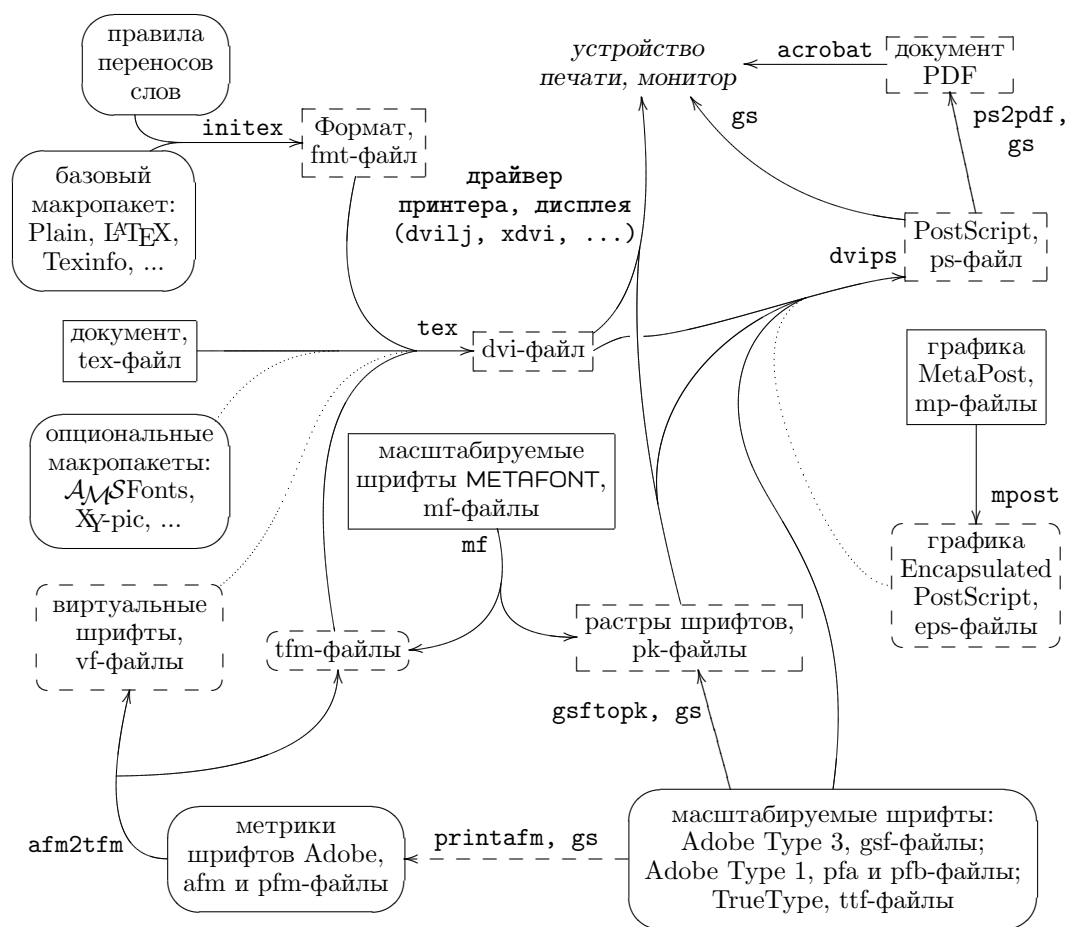 правила
переносов
слов
устройство
печати, монитор
acrobat
документ
PDF
initex
Формат,
fmt-файл
gs
ps2pdf,
gs
базовый
макропакет:
Plain, LATEX,
Texinfo, ...
драйвер
принтера, дисплея
(dvilj, xdvi, ...)
PostScript,
ps-файл
dvips
документ,
tex-файл
tex
dvi-файл
графика
MetaPost,
mp-файлы
опциональные
макропакеты:
AMSFonts,
XY-pic, ...
масштабируемые
шрифты METAFONT,
mf-файлы
mpost
mf
графика
Encapsulated
PostScript,
eps-файлы
виртуальные
шрифты,
vf-файлы
tfm-файлы
растры шрифтов,
pk-файлы
gsftopk, gs
afm2tfm
метрики
шрифтов Adobe,
afm и pfm-файлы
printafm, gs
масштабируемые шрифты:
Adobe Type 3, gsf-файлы;
Adobe Type 1, pfa и pfb-файлы;
TrueType, ttf-файлы